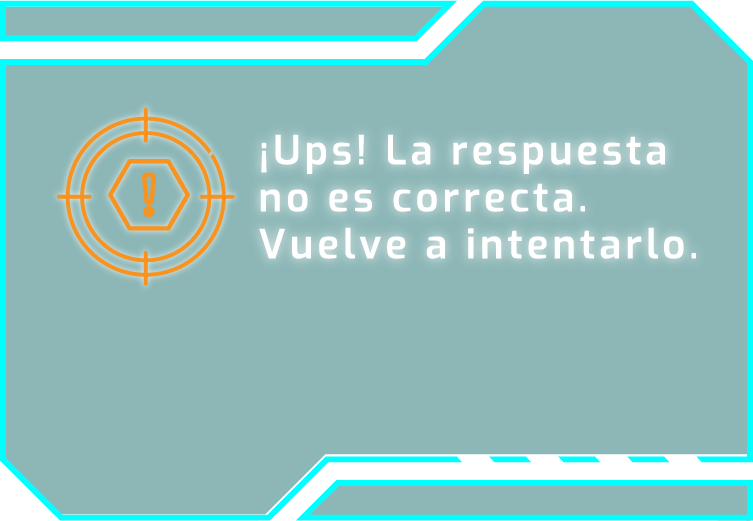 ¡Ups! La respuesta
no es correcta.
Vuelve a intentarlo.